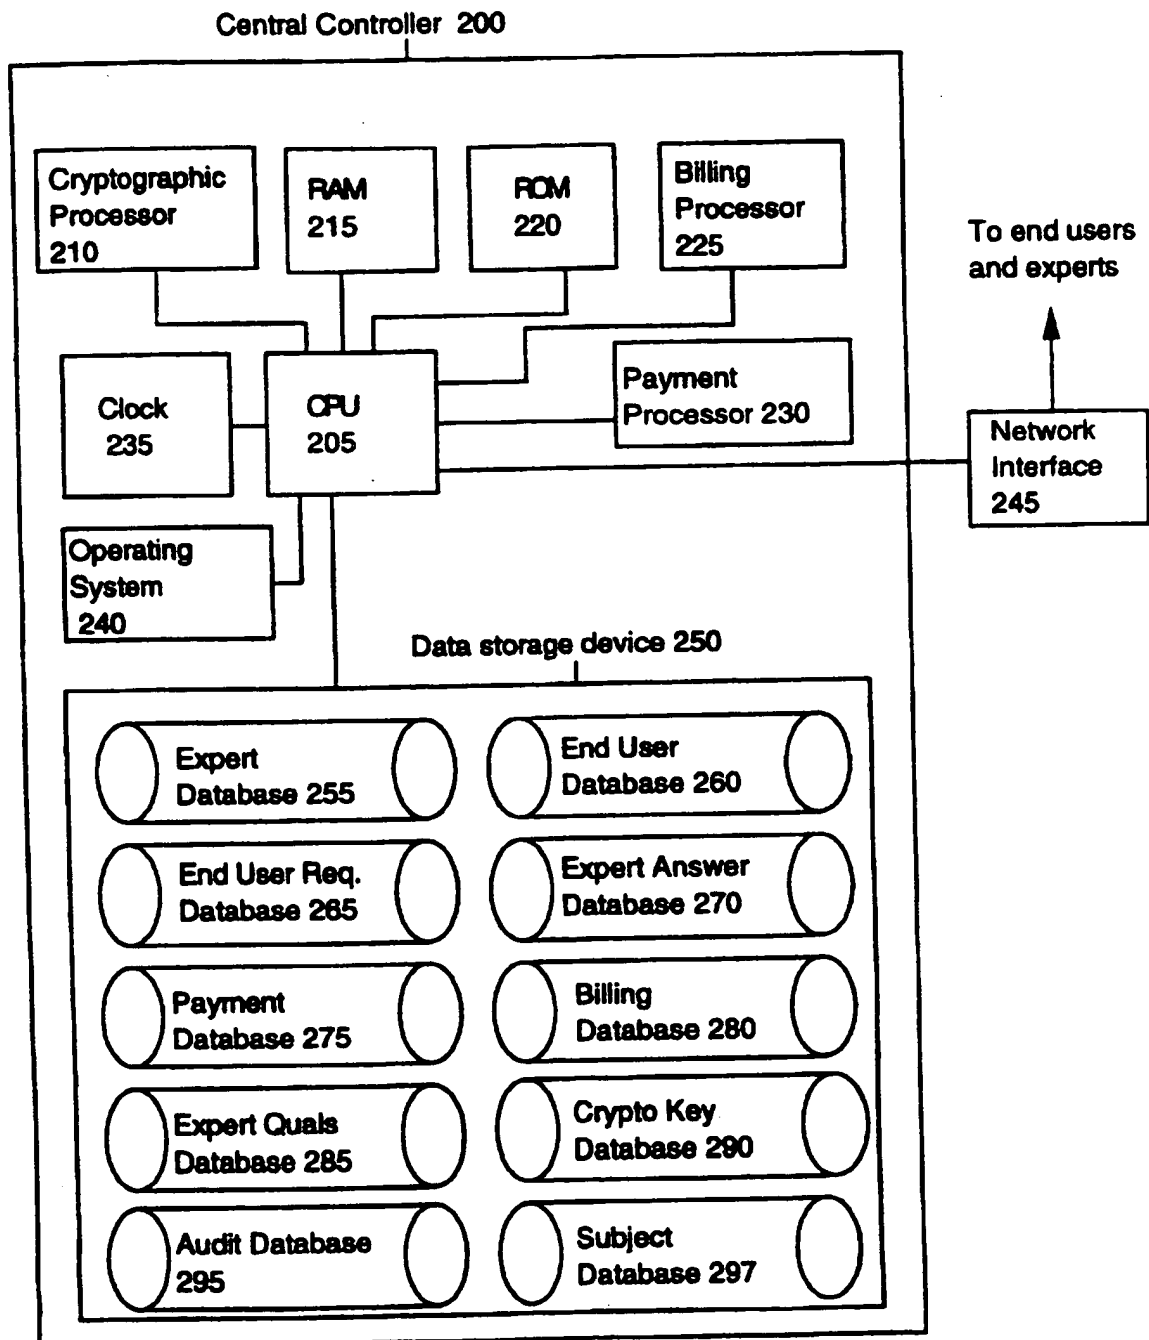 Central Controller 200
Cryptographic
Processor
210
RAM
215
ROM
220
Billing
Processor
225
To end users
and experts
Clock
235
CPU
205
Payment
Processor 230
Network
Interface
245
Operating
System
240
Data storage device 250
Expert
Database 255
End User
Database 260
End User Req.
Database 265
Expert Answer
Database 270
Payment
Database 275
Billing
Database 280
Expert Quals
Database 285
Crypto Key
Database 290
Audit Database
295
Subject
Database 297